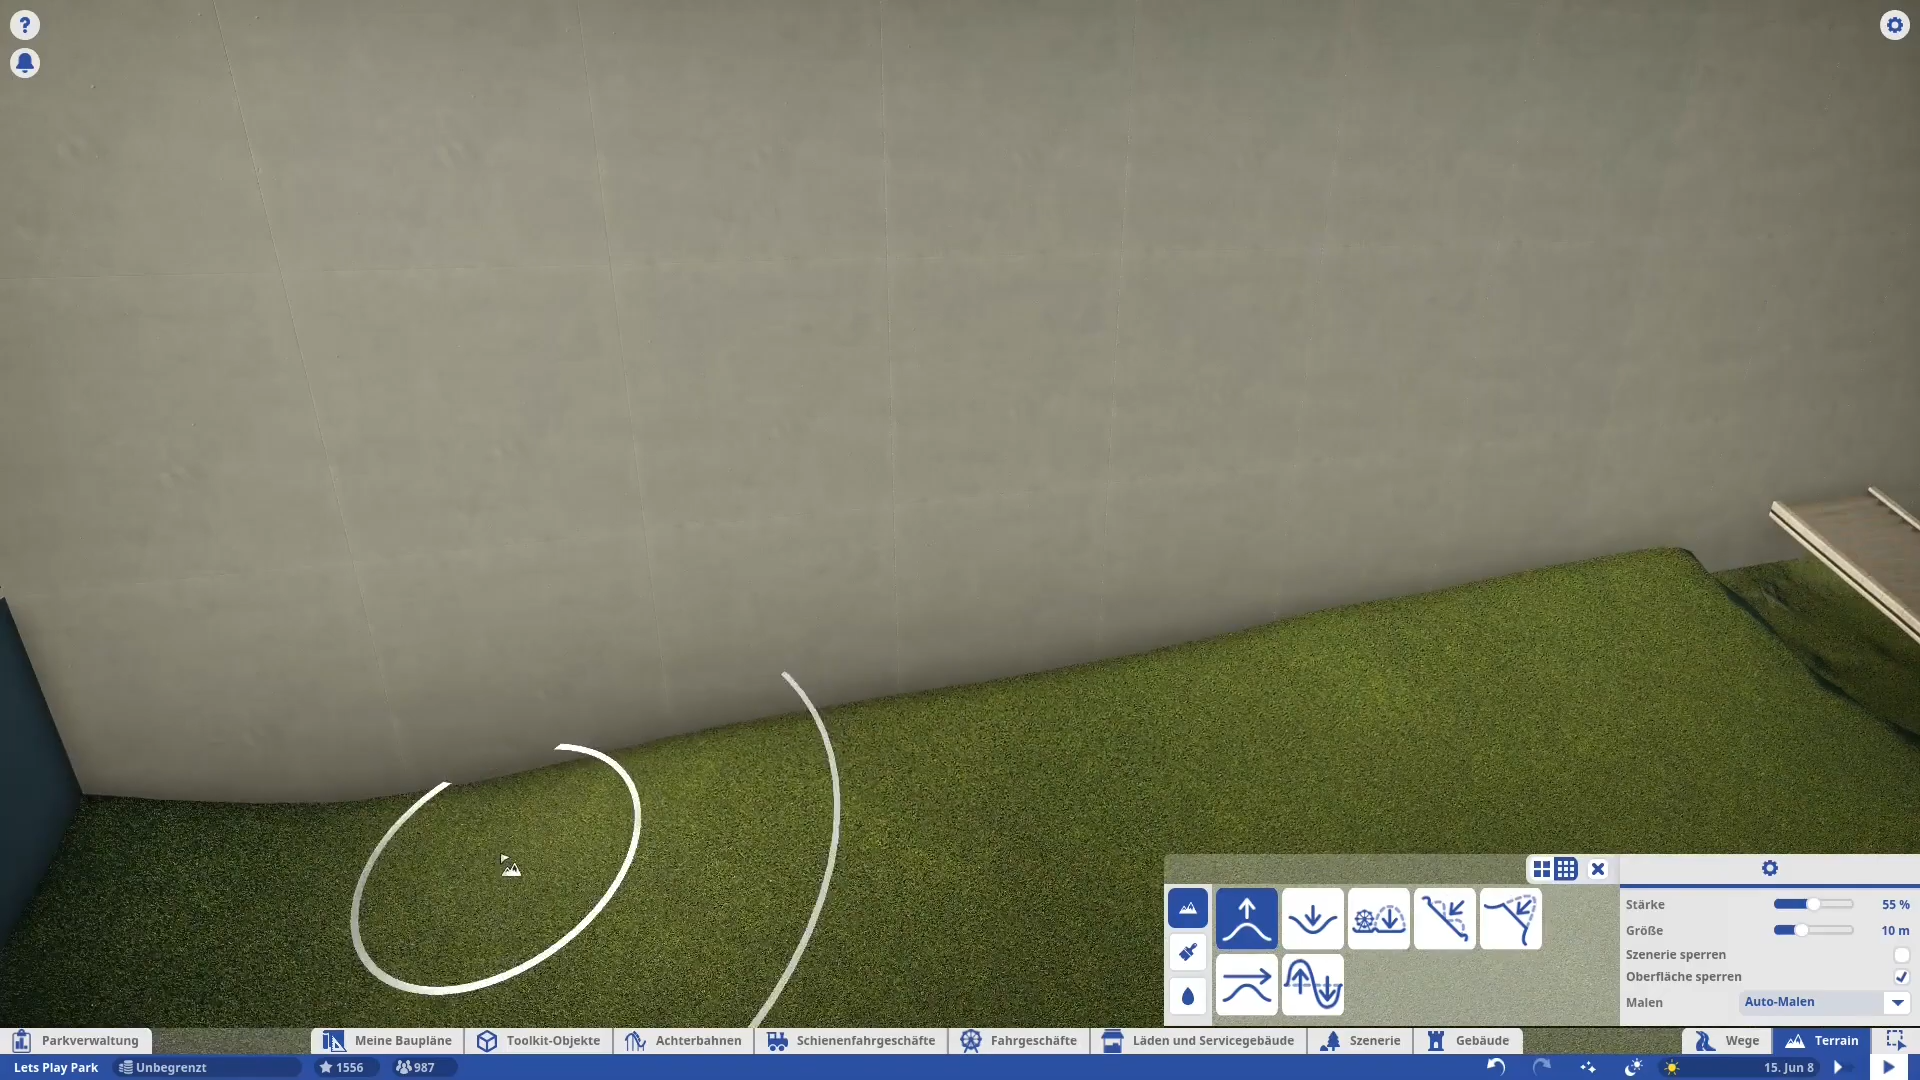 ?
Stärke 55 %
Größe 10 m
Szenerie sperren
Oberfläche sperren
Malen Auto-Malen
Parkverwaltung Meine Baupläne Toolkit-Objekte Achterbahnen Schienenfahrgeschäfte Fahrgeschäfte Läden und Servicegebäude Szenerie Gebäude Wege Terrain
Lets Play Park Unbegrenzt 1556 987 15. Jun 8